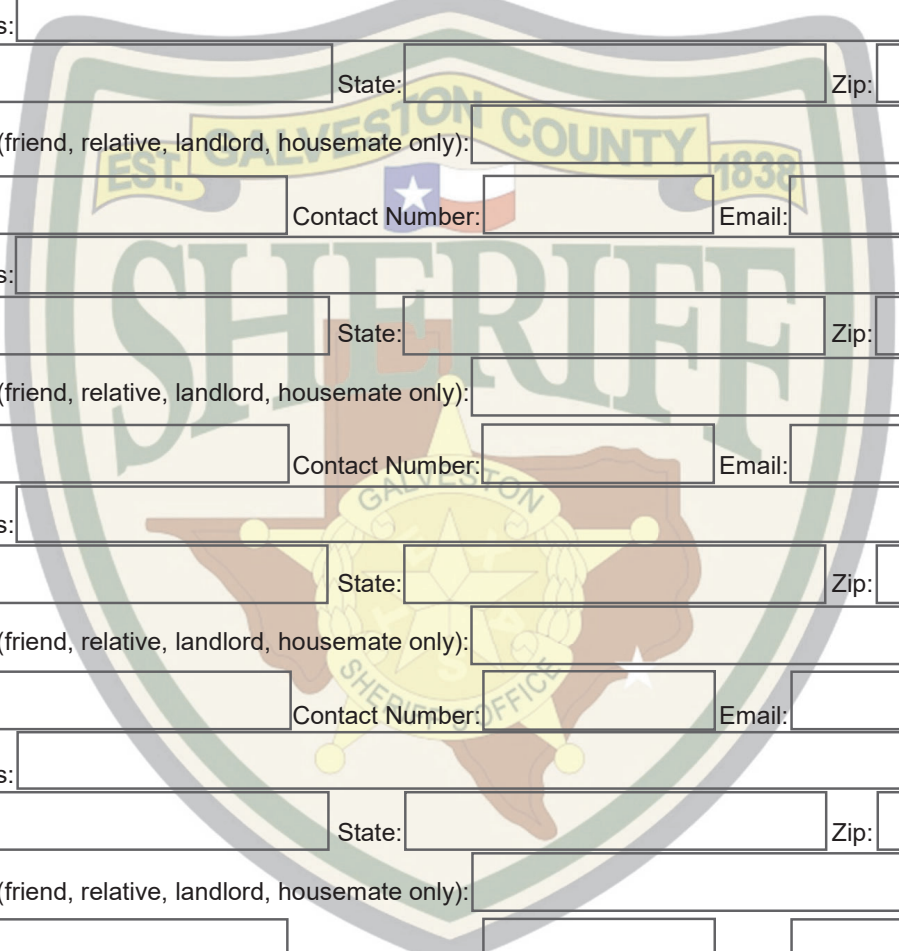 s:
State: Zip:
(friend, relative, landlord, housemate only):
GALVESTON COUNTY
EST. 1838
Contact Number: Email:
SHERIFF
s:
State: Zip:
(friend, relative, landlord, housemate only):
Contact Number: Email:
GALVESTON
s:
State: Zip:
TEXAS
(friend, relative, landlord, housemate only):
SHERIFF'S OFFICE
Contact Number: Email:
s:
State: Zip:
(friend, relative, landlord, housemate only):